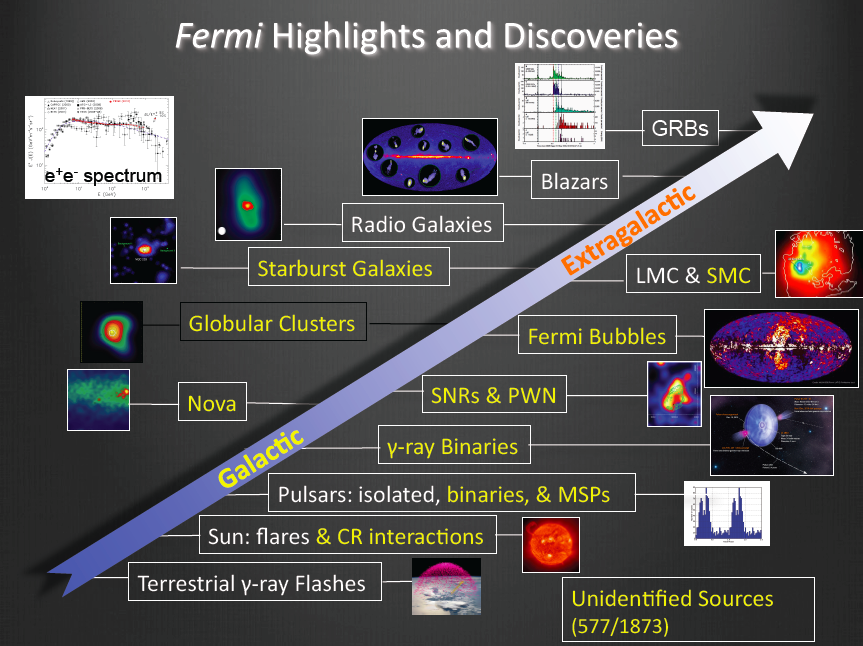 Fermi Highlights and Discoveries
e⁺e⁻ spectrum
E [GeV]
GRBs
Blazars
Radio Galaxies
Extragalactic
Starburst Galaxies
LMC & SMC
Globular Clusters
Fermi Bubbles
Nova
SNRs & PWN
Galactic
γ-ray Binaries
Pulsars: isolated, binaries, & MSPs
Sun: flares & CR interactions
Terrestrial γ-ray Flashes
Unidentified Sources
(577/1873)